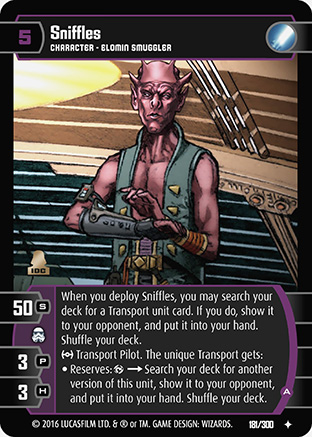 5
Sniffles
CHARACTER - ELOMIN SMUGGLER
IDC
50 S
3 P
3 H
When you deploy Sniffles, you may search your
deck for a Transport unit card. If you do, show it
to your opponent, and put it into your hand.
Shuffle your deck.
Transport Pilot. The unique Transport gets:
• Reserves: → Search your deck for another
version of this unit, show it to your opponent,
and put it into your hand. Shuffle your deck.
A
© 2016 LUCASFILM LTD. & ® OR TM. GAME DESIGN: WIZARDS.
181/300